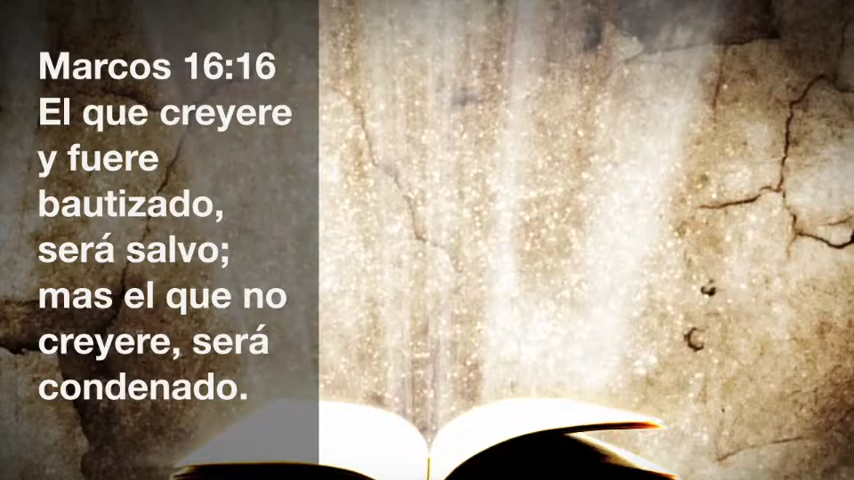 Marcos 16:16
El que creyere
y fuere
bautizado,
será salvo;
mas el que no
creyere, será
condenado.